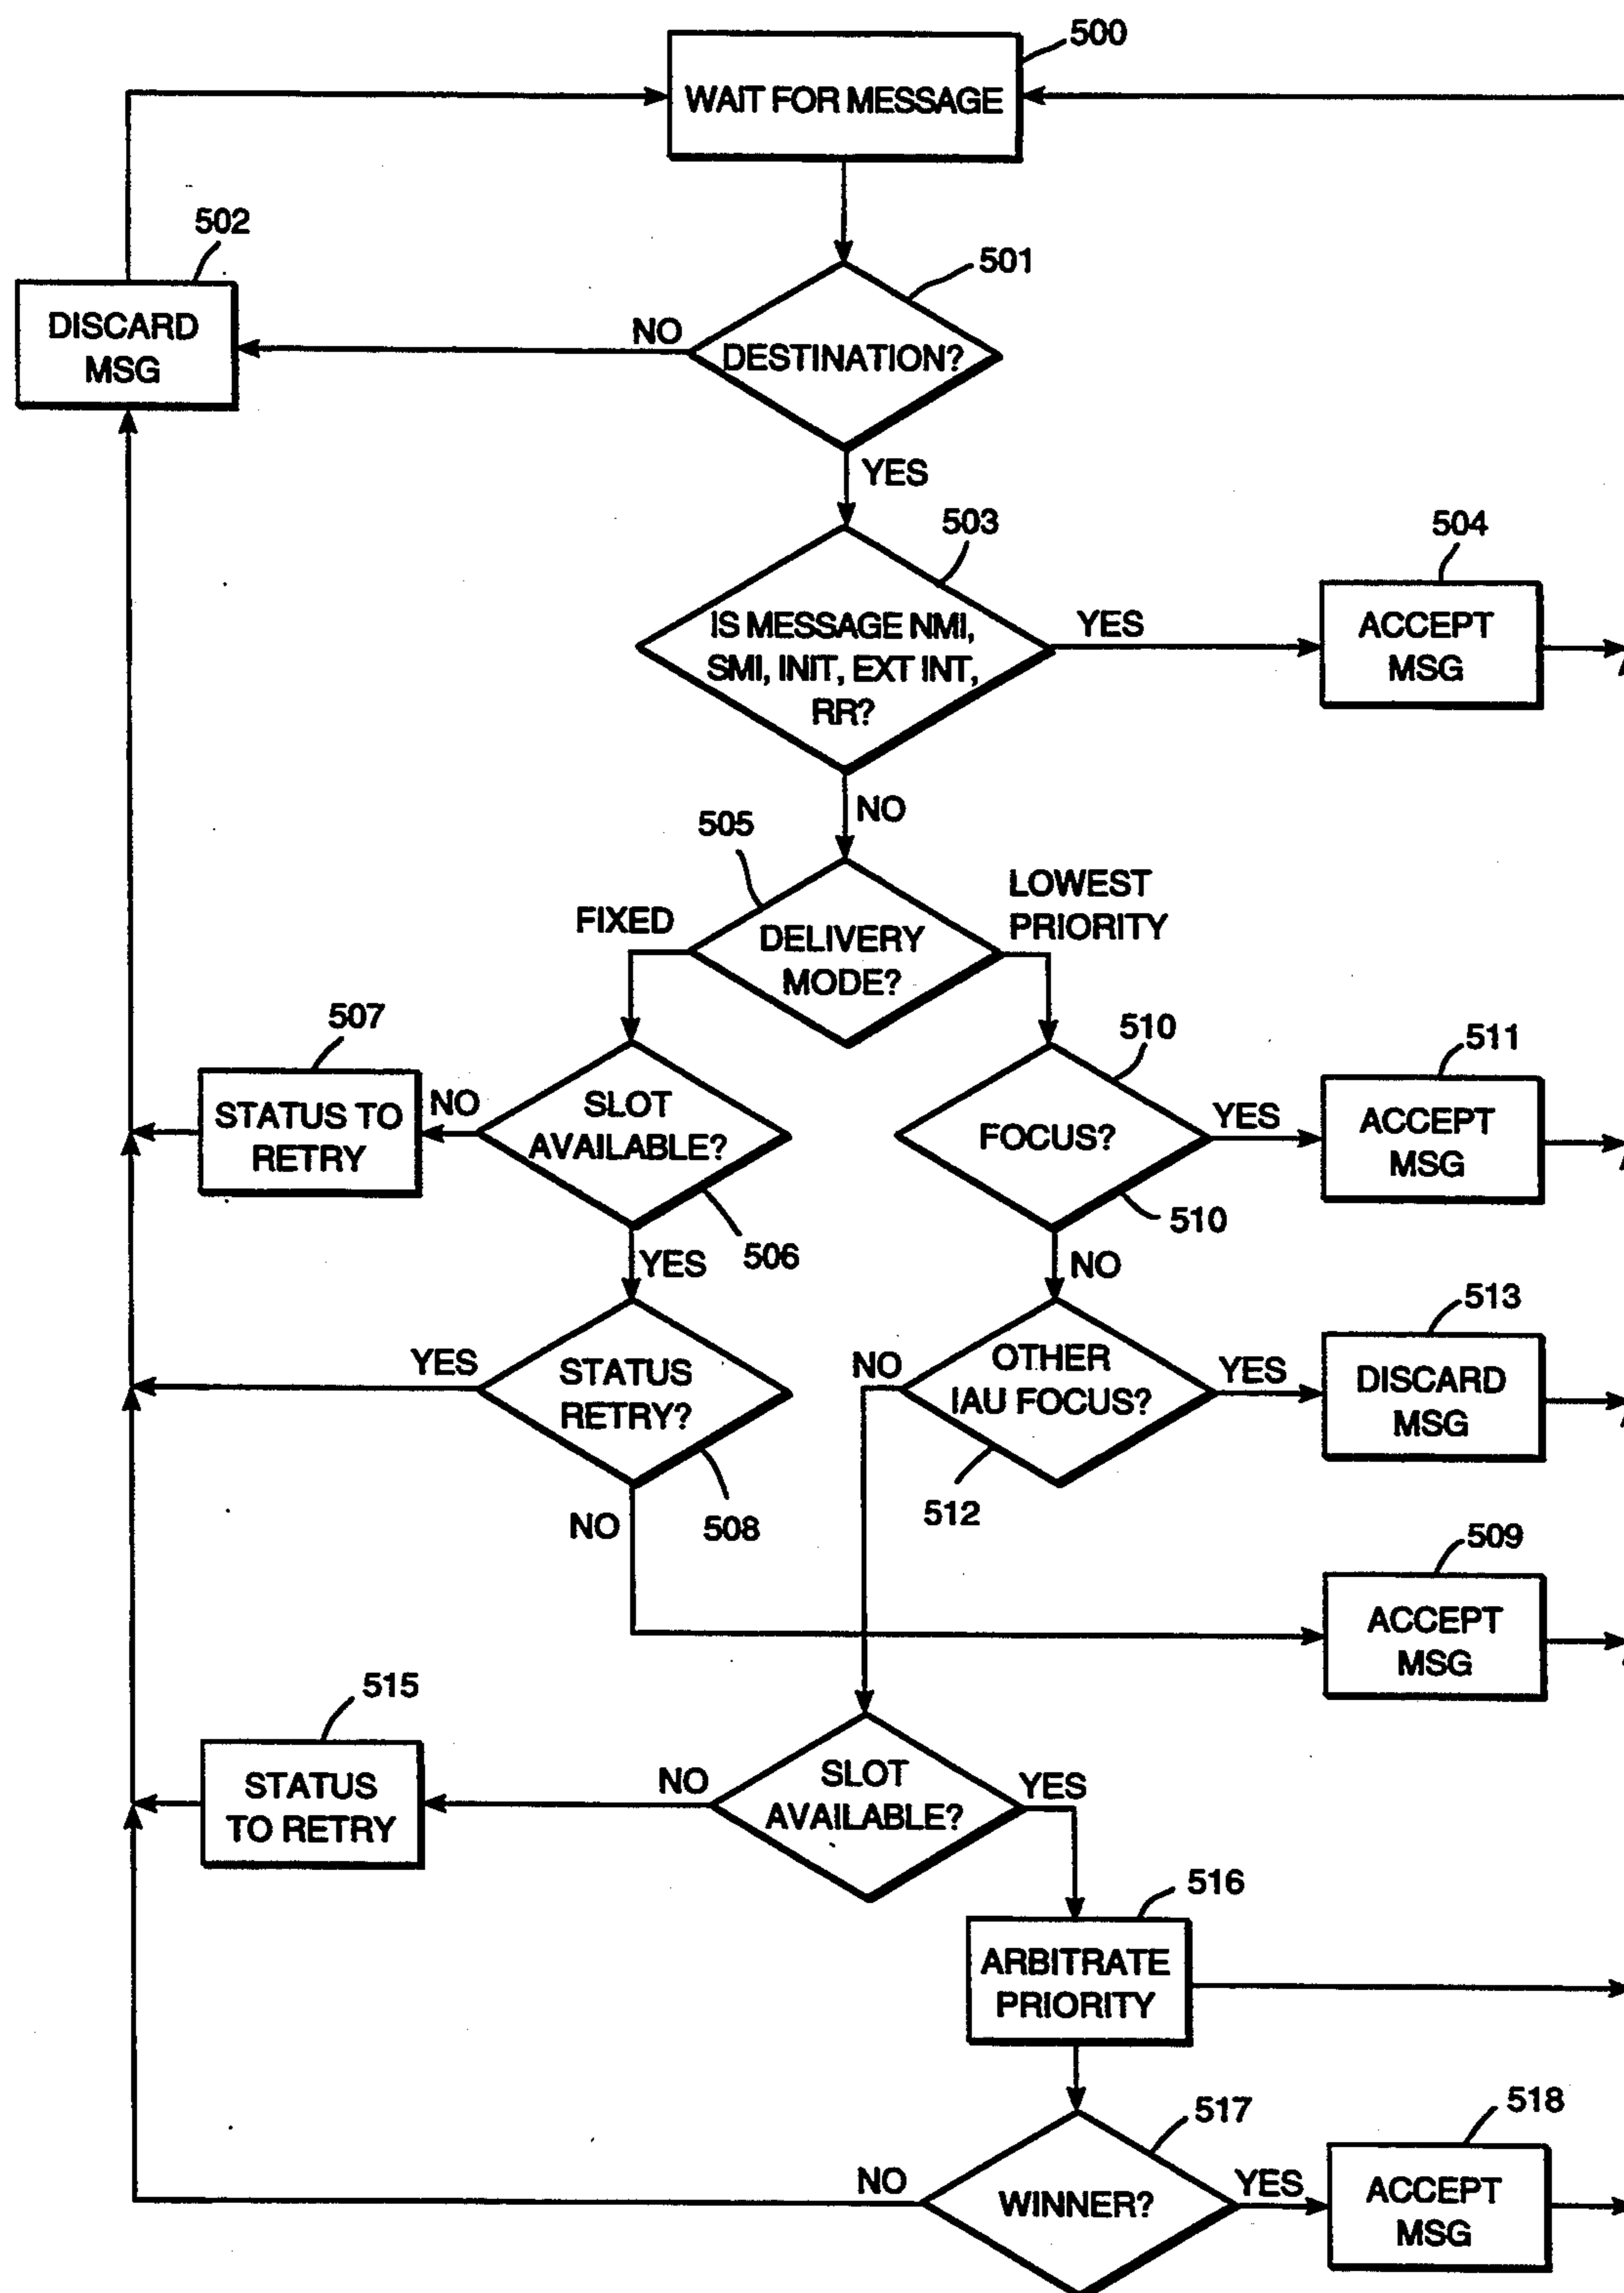 500
WAIT FOR MESSAGE
502
DISCARD
MSG
501
NO
DESTINATION?
YES
503
IS MESSAGE NMI,
SMI, INIT, EXT INT,
RR?
YES
504
ACCEPT
MSG
NO
505
DELIVERY
MODE?
FIXED
LOWEST
PRIORITY
507
STATUS TO
RETRY
NO
SLOT
AVAILABLE?
506
YES
510
FOCUS?
510
YES
511
ACCEPT
MSG
NO
YES
STATUS
RETRY?
508
NO
NO
OTHER
IAU FOCUS?
512
YES
513
DISCARD
MSG
509
ACCEPT
MSG
515
STATUS
TO RETRY
NO
SLOT
AVAILABLE?
YES
516
ARBITRATE
PRIORITY
517
NO
WINNER?
YES
518
ACCEPT
MSG